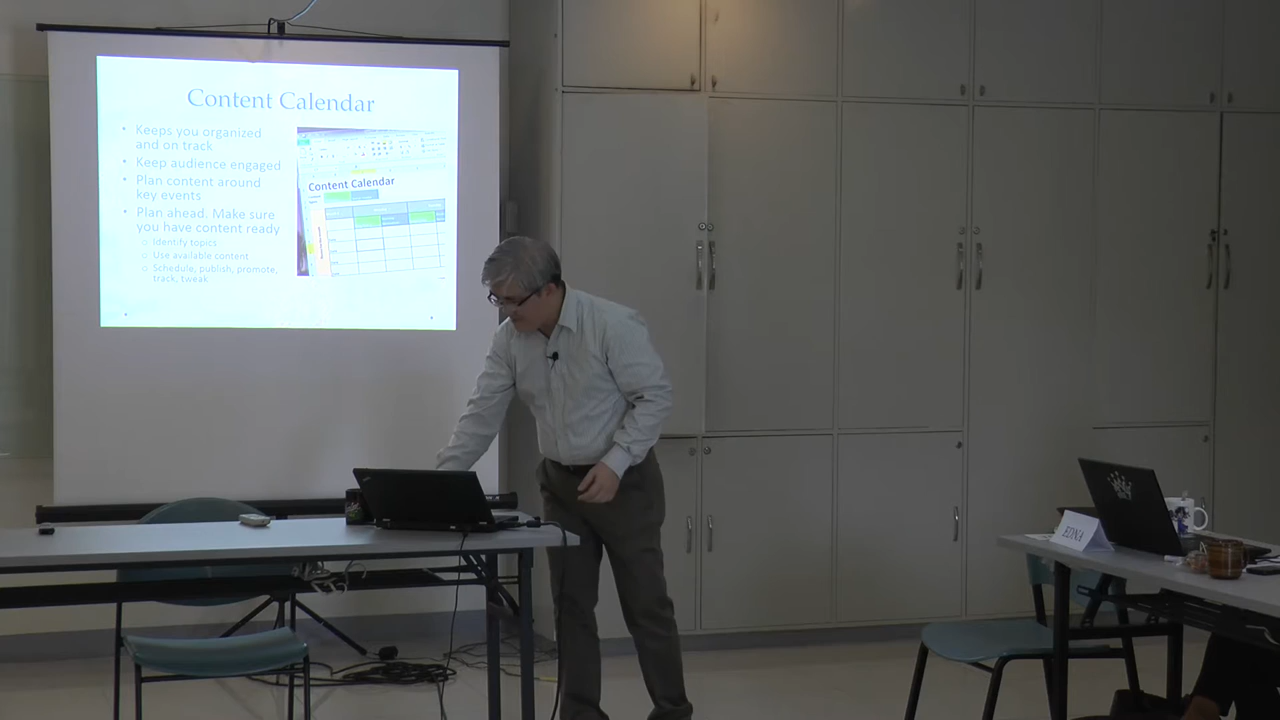 Content Calendar
• Keeps you organized
and on track
• Keep audience engaged
• Plan content around
key events
• Plan ahead. Make sure
you have content ready
○ Identify topics
○ Use available content
○ Schedule, publish, promote,
track, tweak
Content Calendar
EDNA